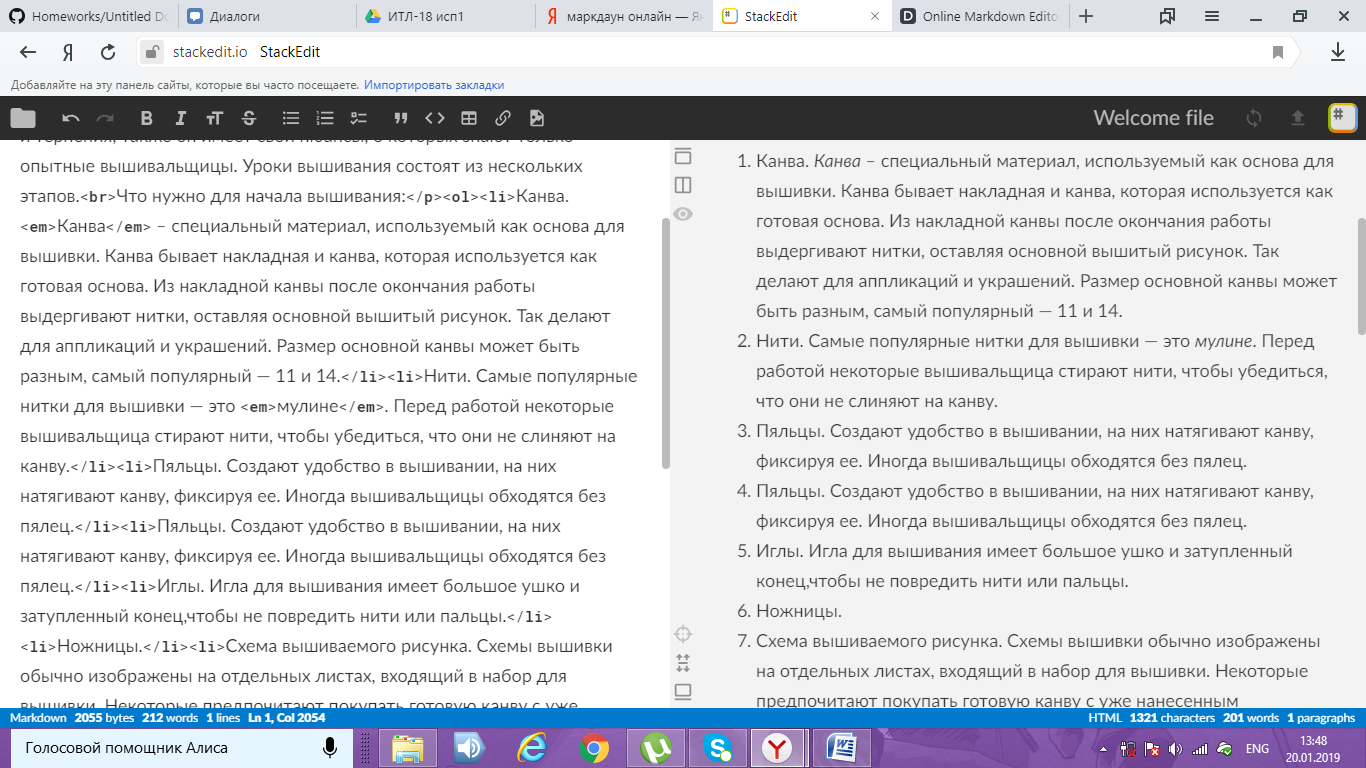 Homeworks/Untitled Do
Диалоги
ИТЛ-18 исп1
маркдаун онлайн — Ян
StackEdit
Online Markdown Edito
stackedit.io StackEdit
Добавляйте на эту панель сайты, которые вы часто посещаете. Импортировать закладки
Welcome file
опытные вышивальщицы. Уроки вышивания состоят из нескольких
этапов.<br>Что нужно для начала вышивания:</p><ol><li>Канва.
<em>Канва</em> – специальный материал, используемый как основа для
вышивки. Канва бывает накладная и канва, которая используется как
готовая основа. Из накладной канвы после окончания работы
выдергивают нитки, оставляя основной вышитый рисунок. Так делают
для аппликаций и украшений. Размер основной канвы может быть
разным, самый популярный — 11 и 14.</li><li>Нити. Самые популярные
нитки для вышивки — это <em>мулине</em>. Перед работой некоторые
вышивальщица стирают нити, чтобы убедиться, что они не слиняют на
канву.</li><li>Пяльцы. Создают удобство в вышивании, на них
натягивают канву, фиксируя ее. Иногда вышивальщицы обходятся без
пялец.</li><li>Пяльцы. Создают удобство в вышивании, на них
натягивают канву, фиксируя ее. Иногда вышивальщицы обходятся без
пялец.</li><li>Иглы. Игла для вышивания имеет большое ушко и
затупленный конец,чтобы не повредить нити или пальцы.</li>
<li>Ножницы.</li><li>Схема вышиваемого рисунка. Схемы вышивки
обычно изображены на отдельных листах, входящий в набор для
вышивки. Некоторые предпочитают покупать готовую канву с уже
1. Канва. Канва – специальный материал, используемый как основа для
вышивки. Канва бывает накладная и канва, которая используется как
готовая основа. Из накладной канвы после окончания работы
выдергивают нитки, оставляя основной вышитый рисунок. Так
делают для аппликаций и украшений. Размер основной канвы может
быть разным, самый популярный — 11 и 14.
2. Нити. Самые популярные нитки для вышивки — это мулине. Перед
работой некоторые вышивальщица стирают нити, чтобы убедиться,
что они не слиняют на канву.
3. Пяльцы. Создают удобство в вышивании, на них натягивают канву,
фиксируя ее. Иногда вышивальщицы обходятся без пялец.
4. Пяльцы. Создают удобство в вышивании, на них натягивают канву,
фиксируя ее. Иногда вышивальщицы обходятся без пялец.
5. Иглы. Игла для вышивания имеет большое ушко и затупленный
конец,чтобы не повредить нити или пальцы.
6. Ножницы.
7. Схема вышиваемого рисунка. Схемы вышивки обычно изображены
на отдельных листах, входящий в набор для вышивки. Некоторые
предпочитают покупать готовую канву с уже нанесенным
Markdown 2055 bytes 212 words 1 lines Ln 1, Col 2054
HTML 1321 characters 201 words 1 paragraphs
Голосовой помощник Алиса
ENG
13:48
20.01.2019